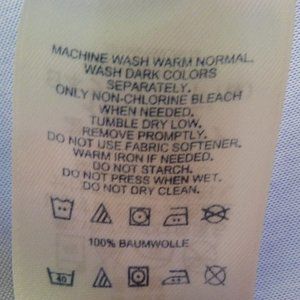 MACHINE WASH WARM NORMAL.
WASH DARK COLORS
SEPARATELY.
ONLY NON-CHLORINE BLEACH
WHEN NEEDED.
TUMBLE DRY LOW.
REMOVE PROMPTLY.
DO NOT USE FABRIC SOFTENER.
WARM IRON IF NEEDED.
DO NOT STARCH.
DO NOT PRESS WHEN WET.
DO NOT DRY CLEAN.
100% BAUMWOLLE
40